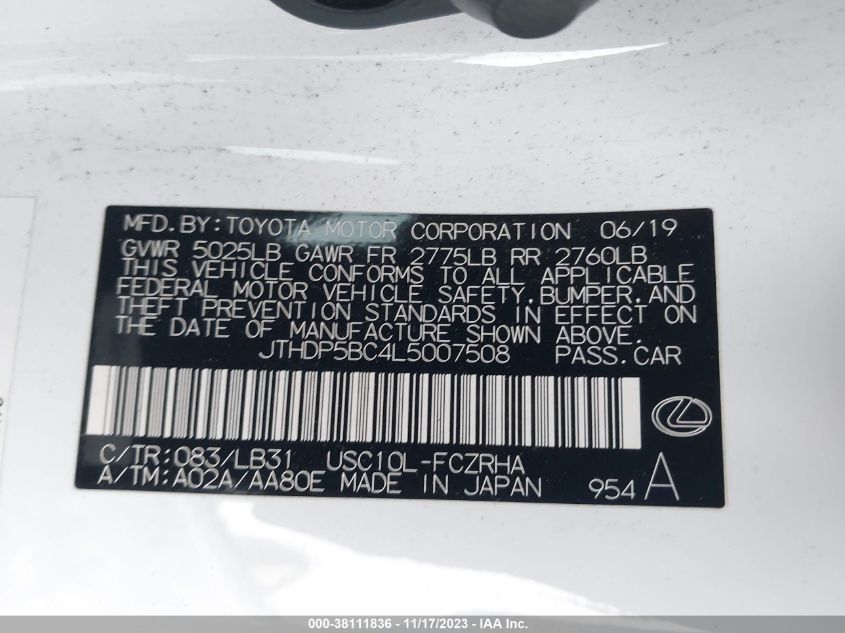 MFD.BY:TOYOTA MOTOR CORPORATION 06/19
GVWR 5025LB GAWR FR 2775LB RR 2760LB
THIS VEHICLE CONFORMS TO ALL APPLICABLE
FEDERAL MOTOR VEHICLE SAFETY,BUMPER,AND
THEFT PREVENTION STANDARDS IN EFFECT ON
THE DATE OF MANUFACTURE SHOWN ABOVE.
JTHDP5BC4L5007508 PASS.CAR
C/TR:083/LB31 USC10L-FCZRHA
A/TM:A02A/AA80E MADE IN JAPAN 954 A
000-38111836 - 11/17/2023 - IAA Inc.